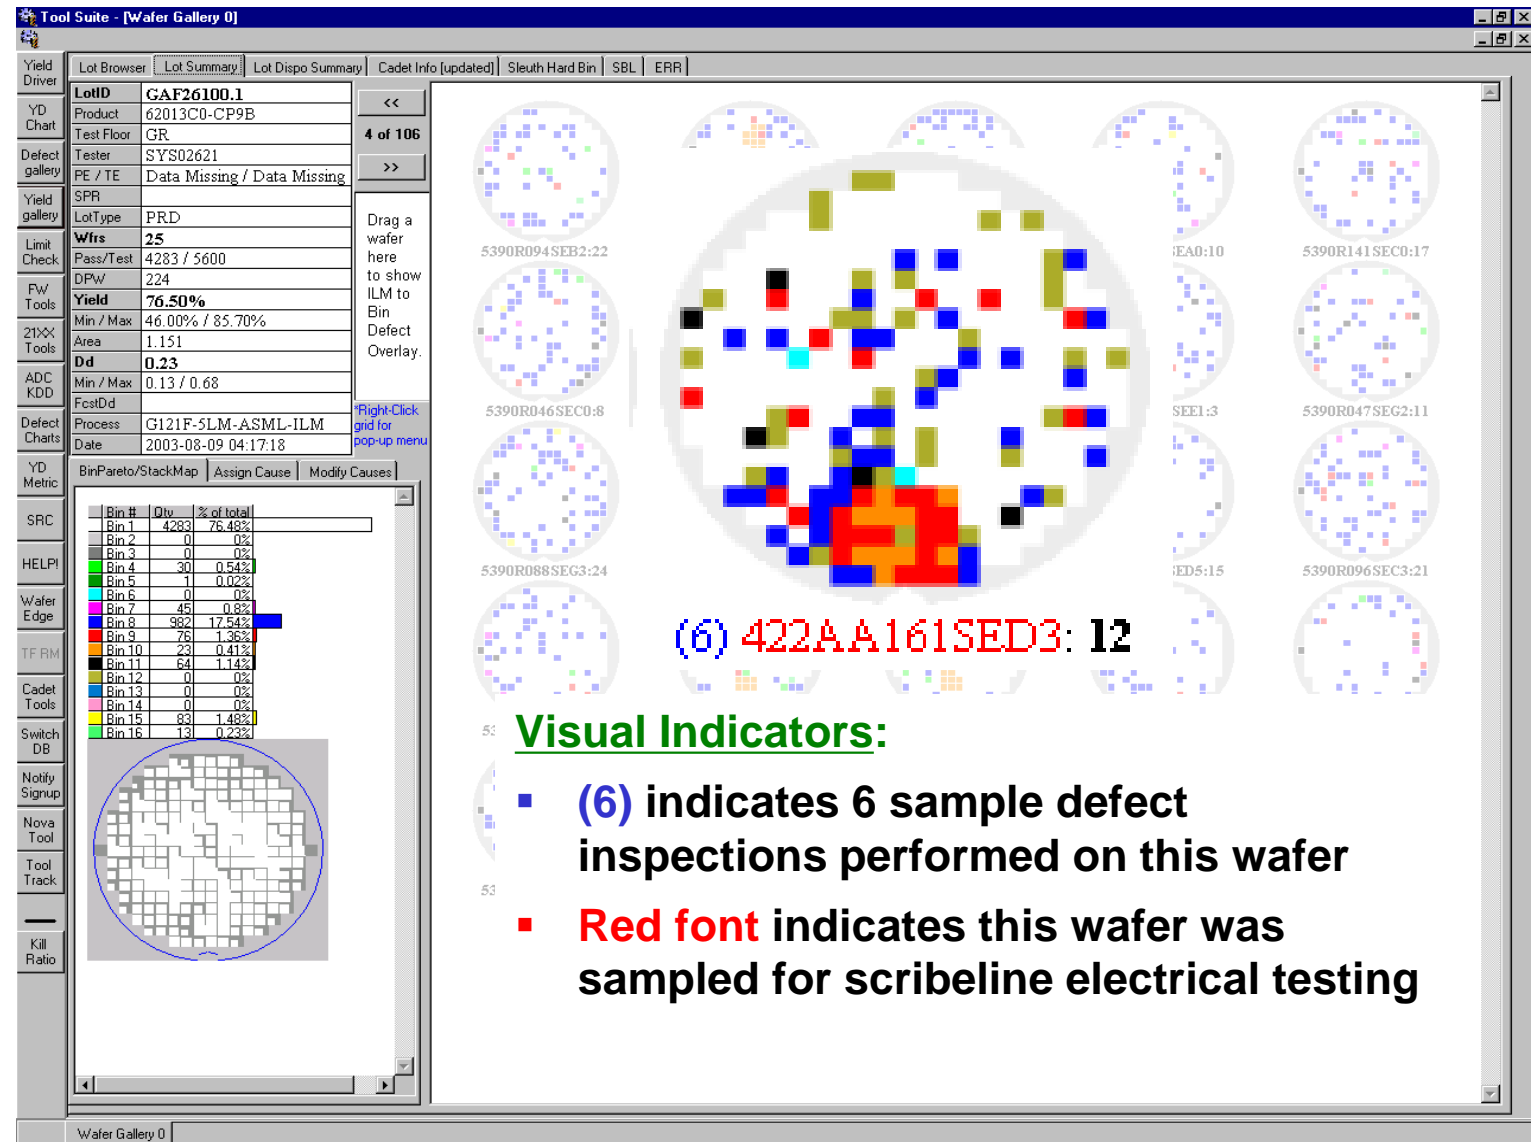 Tool Suite - [Wafer Gallery 0]
Yield Driver
YD Chart
Defect gallery
Yield gallery
Limit Check
FW Tools
21XX Tools
ADC KDD
Defect Charts
YD Metric
SRC
HELP!
Wafer Edge
TF RM
Cadet Tools
Switch DB
Notify Signup
Nova Tool
Tool Track
Kill Ratio
Lot Browser Lot Summary Lot Dispo Summary Cadet Info [updated] Sleuth Hard Bin SBL ERR
LotID GAF26100.1
Product 62013C0-CP9B
Test Floor GR
Tester SYS02621
PE / TE Data Missing / Data Missing
SPR
LotType PRD
Wfrs 25
Pass/Test 4283 / 5600
DPW 224
Yield 76.50%
Min / Max 46.00% / 85.70%
Area 1.151
Dd 0.23
Min / Max 0.13 / 0.68
FcstDd
Process G121F-5LM-ASML-ILM
Date 2003-08-09 04:17:18
<<
4 of 106
>>
Drag a
wafer
here
to show
ILM to
Bin
Defect
Overlay.
*Right-Click
grid for
pop-up menu
BinPareto/StackMap Assign Cause Modify Causes
Bin # Qty % of total
Bin 1 4283 76.48%
Bin 2 0 0%
Bin 3 0 0%
Bin 4 30 0.54%
Bin 5 1 0.02%
Bin 6 0 0%
Bin 7 45 0.8%
Bin 8 982 17.54%
Bin 9 76 1.36%
Bin 10 23 0.41%
Bin 11 64 1.14%
Bin 12 0 0%
Bin 13 0 0%
Bin 14 0 0%
Bin 15 83 1.48%
Bin 16 13 0.23%
5390R094SEB2:22 EA0:10 5390R141SEC0:17
5390R046SEC0:8 SEE1:3 5390R047SEG2:11
5390R088SEG3:24 ED5:15 5390R096SEC3:21
(6) 422AA161SED3: 12
53
53
Visual Indicators:
(6) indicates 6 sample defect
inspections performed on this wafer
Red font indicates this wafer was
sampled for scribeline electrical testing
Wafer Gallery 0